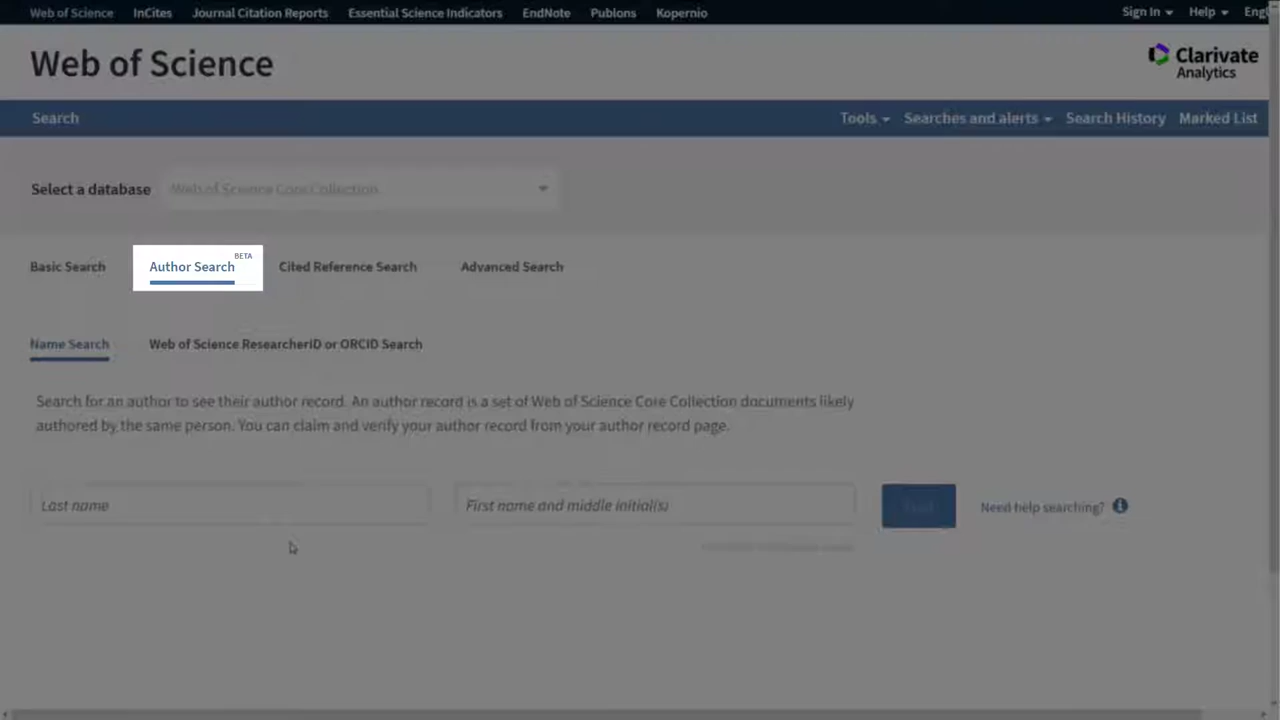 Web of Science InCites Journal Citation Reports Essential Science Indicators EndNote Publons Kopernio Sign In Help
Web of Science
Clarivate
Analytics
Search Tools Searches and alerts Search History Marked List
Select a database Web of Science Core Collection
Basic Search Author Search BETA Cited Reference Search Advanced Search
Name Search Web of Science ResearcherID or ORCID Search
Search for an author to see their author record. An author record is a set of Web of Science Core Collection documents likely
authored by the same person. You can claim and verify your author record from your author record page.
Last name First name and middle initial(s) Need help searching?